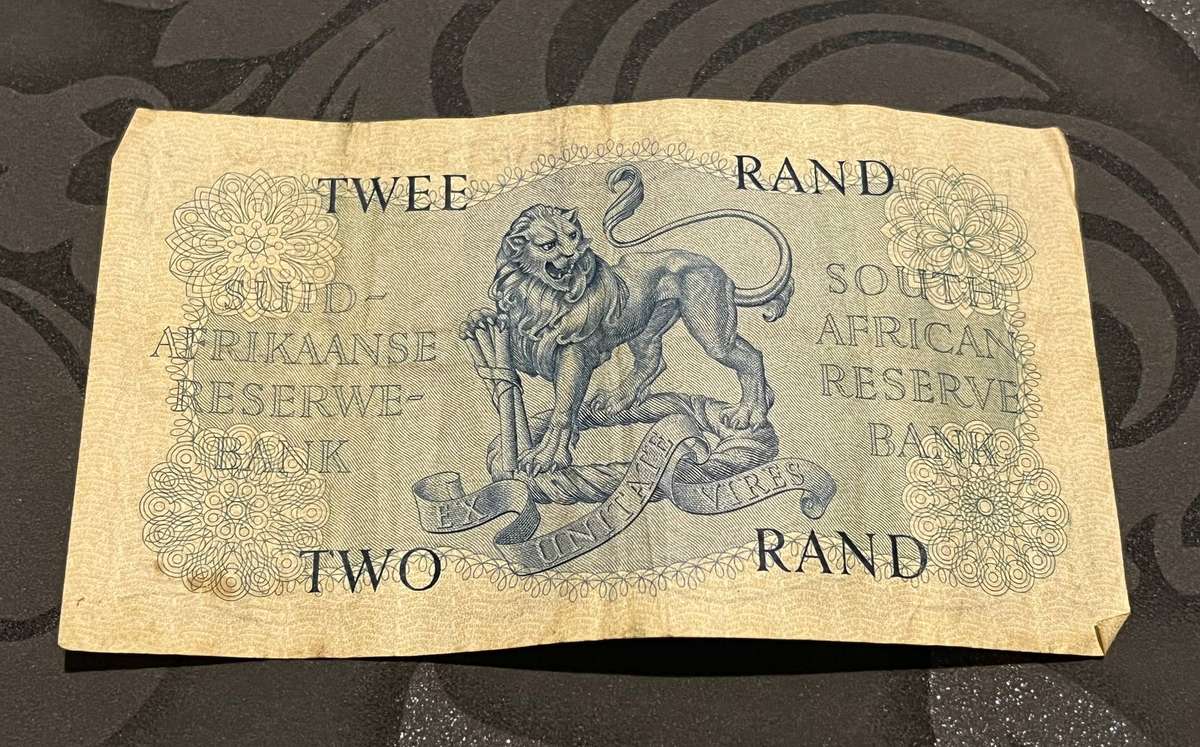 TWEE RAND
SUID-
AFRIKAANSE
RESERWE-
BANK
SOUTH
AFRICAN
RESERVE
BANK
EX UNITATE VIRES
TWO RAND